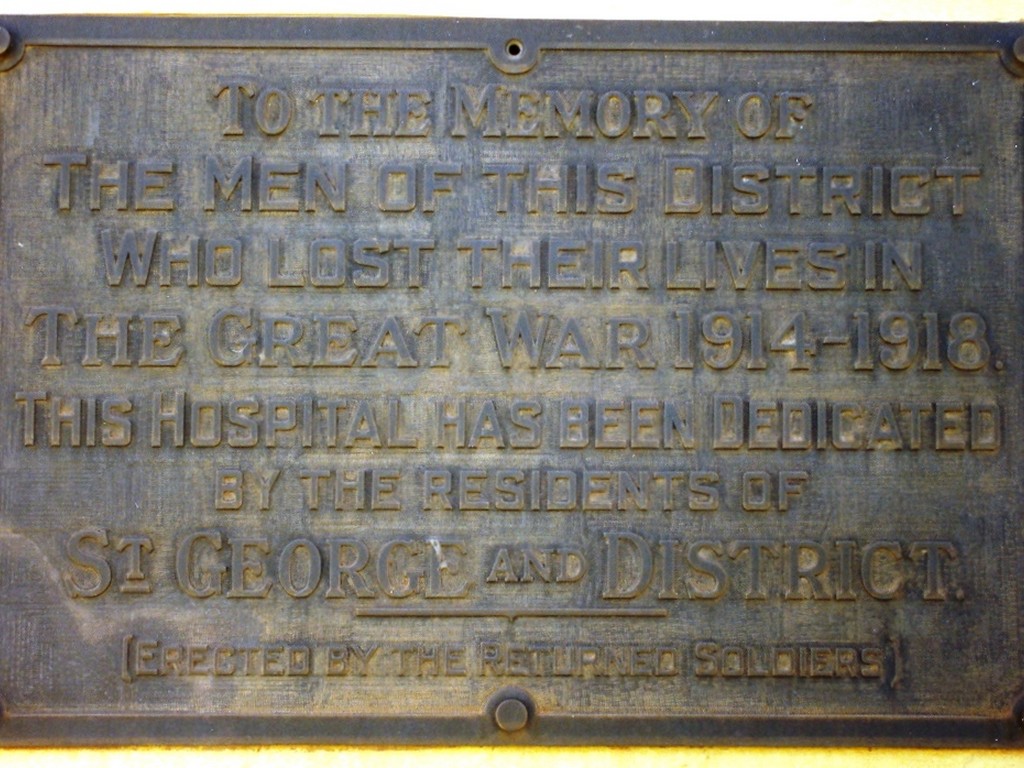 TO THE MEMORY OF
THE MEN OF THIS DISTRICT
WHO LOST THEIR LIVES IN
THE GREAT WAR 1914-1918.
THIS HOSPITAL HAS BEEN DEDICATED
BY THE RESIDENTS OF
ST GEORGE AND DISTRICT.
(ERECTED BY THE RETURNED SOLDIERS)